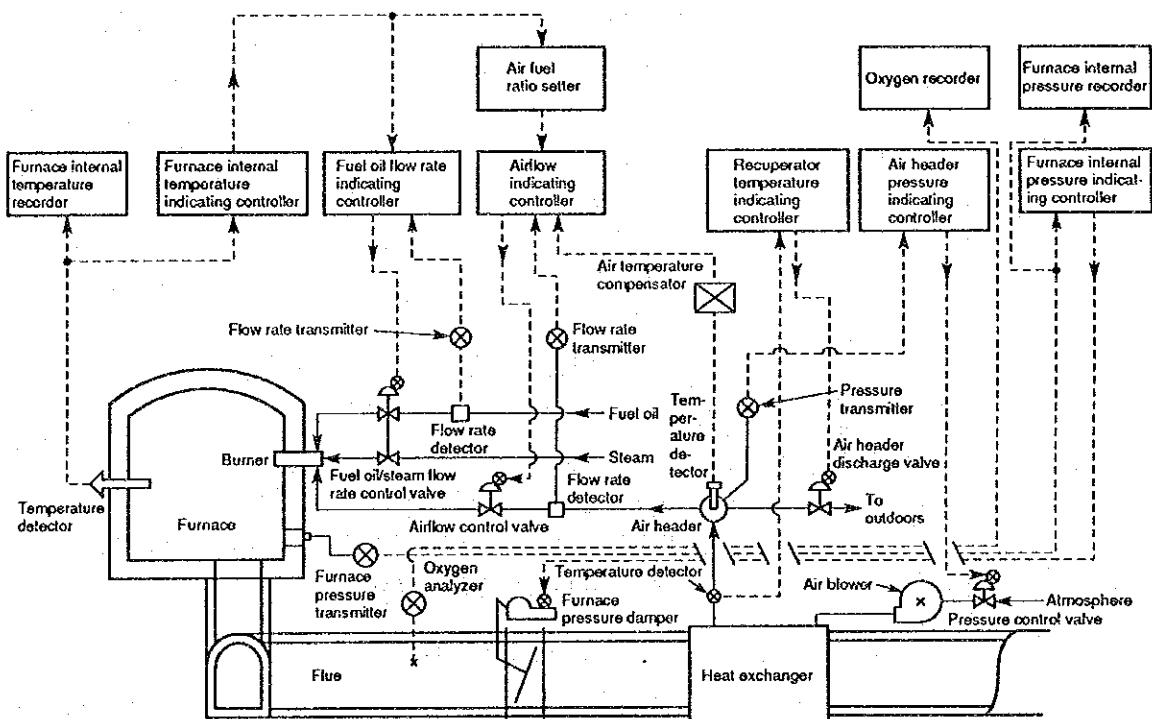 Air fuel
ratio setter
Oxygen recorder
Furnace internal
pressure recorder
Furnace internal
temperature
recorder
Furnace internal
temperature
indicating controller
Fuel oil flow rate
indicating
controller
Airflow
indicating
controller
Recuperator
temperature
indicating
controller
Air header
pressure
indicating
controller
Furnace internal
pressure indicat-
ing controller
Air temperature
compensator
Flow rate transmitter
Flow rate
transmitter
Pressure
transmitter
Tem-
per-
ature
de-
tector
Fuel oil
Flow rate
detector
Air header
discharge valve
Burner
Steam
Fuel oil/steam flow
rate control valve
Flow rate
detector
Temperature
detector
Furnace
Airflow control valve
Air header
To
outdoors
Furnace
pressure
transmitter
Oxygen
analyzer
Temperature detector
Furnace
pressure damper
Air blower
Atmosphere
Pressure control valve
Flue
Heat exchanger